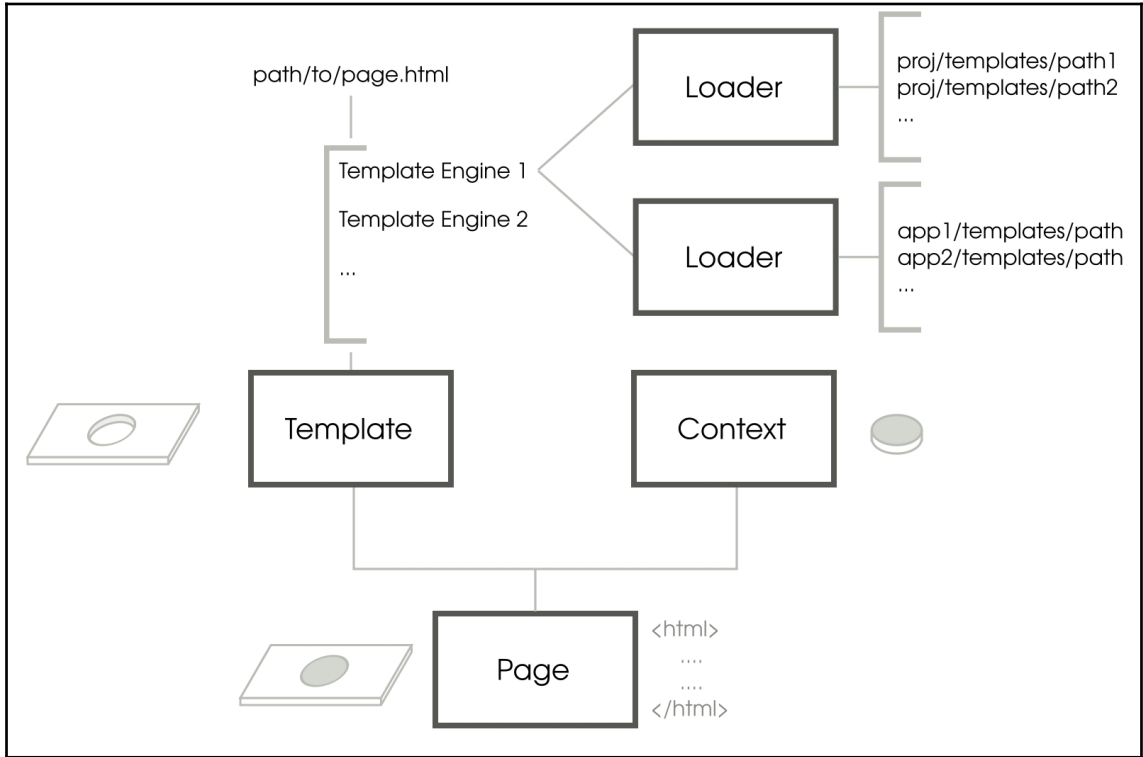 path/to/page.html
Template Engine 1
Template Engine 2
...
Loader
proj/templates/path1
proj/templates/path2
...
Loader
app1/templates/path
app2/templates/path
...
Template
Context
Page
<html>
....
....
</html>